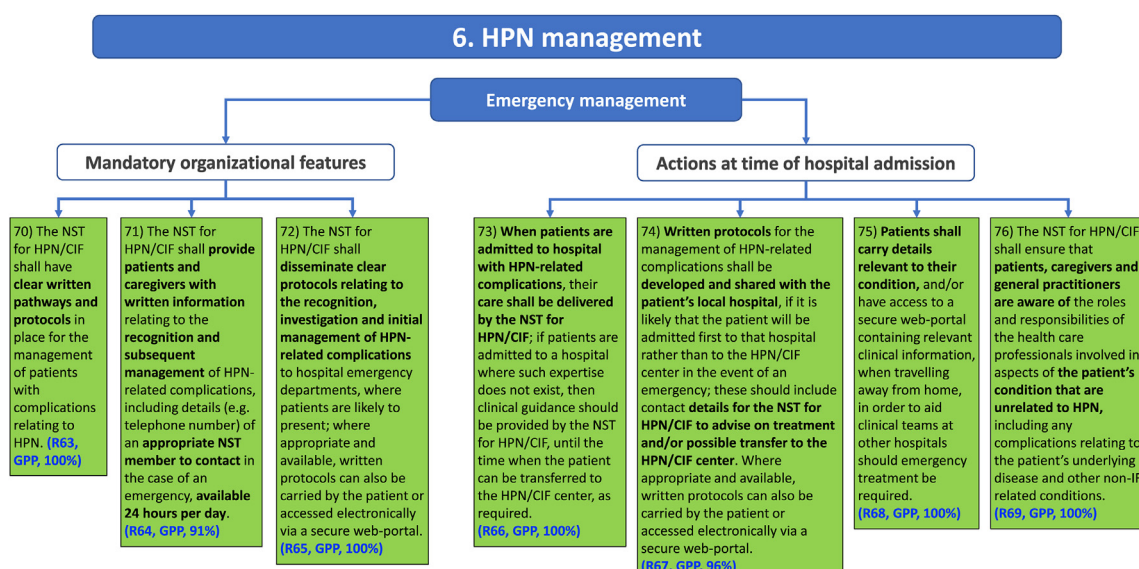 6. HPN management
Emergency management
Mandatory organizational features
Actions at time of hospital admission
70) The NST
for HPN/CIF
shall have
clear written
pathways and
protocols in
place for the
management
of patients
with
complications
relating to
HPN. (R63,
GPP, 100%)
71) The NST for
HPN/CIF shall provide
patients and
caregivers with
written information
relating to the
recognition and
subsequent
management of HPN-
related complications,
including details (e.g.
telephone number) of
an appropriate NST
member to contact in
the case of an
emergency, available
24 hours per day.
(R64, GPP, 91%)
72) The NST for
HPN/CIF shall
disseminate clear
protocols relating to
the recognition,
investigation and initial
management of HPN-
related complications
to hospital emergency
departments, where
patients are likely to
present; where
appropriate and
available, written
protocols can also be
carried by the patient or
accessed electronically
via a secure web-portal.
(R65, GPP, 100%)
73) When patients are
admitted to hospital
with HPN-related
complications, their
care shall be delivered
by the NST for
HPN/CIF; if patients are
admitted to a hospital
where such expertise
does not exist, then
clinical guidance should
be provided by the NST
for HPN/CIF, until the
time when the patient
can be transferred to
the HPN/CIF center, as
required.
(R66, GPP, 100%)
74) Written protocols for the
management of HPN-related
complications shall be
developed and shared with the
patient's local hospital, if it is
likely that the patient will be
admitted first to that hospital
rather than to the HPN/CIF
center in the event of an
emergency; these should include
contact details for the NST for
HPN/CIF to advise on treatment
and/or possible transfer to the
HPN/CIF center. Where
appropriate and available,
written protocols can also be
carried by the patient or
accessed electronically via a
secure web-portal.
(R67, GPP, 96%)
75) Patients shall
carry details
relevant to their
condition, and/or
have access to a
secure web-portal
containing relevant
clinical information,
when travelling
away from home,
in order to aid
clinical teams at
other hospitals
should emergency
treatment be
required.
(R68, GPP, 100%)
76) The NST for HPN/CIF
shall ensure that
patients, caregivers and
general practitioners
are aware of the roles
and responsibilities of
the health care
professionals involved in
aspects of the patient's
condition that are
unrelated to HPN,
including any
complications relating to
the patient's underlying
disease and other non-IF
related conditions.
(R69, GPP, 100%)